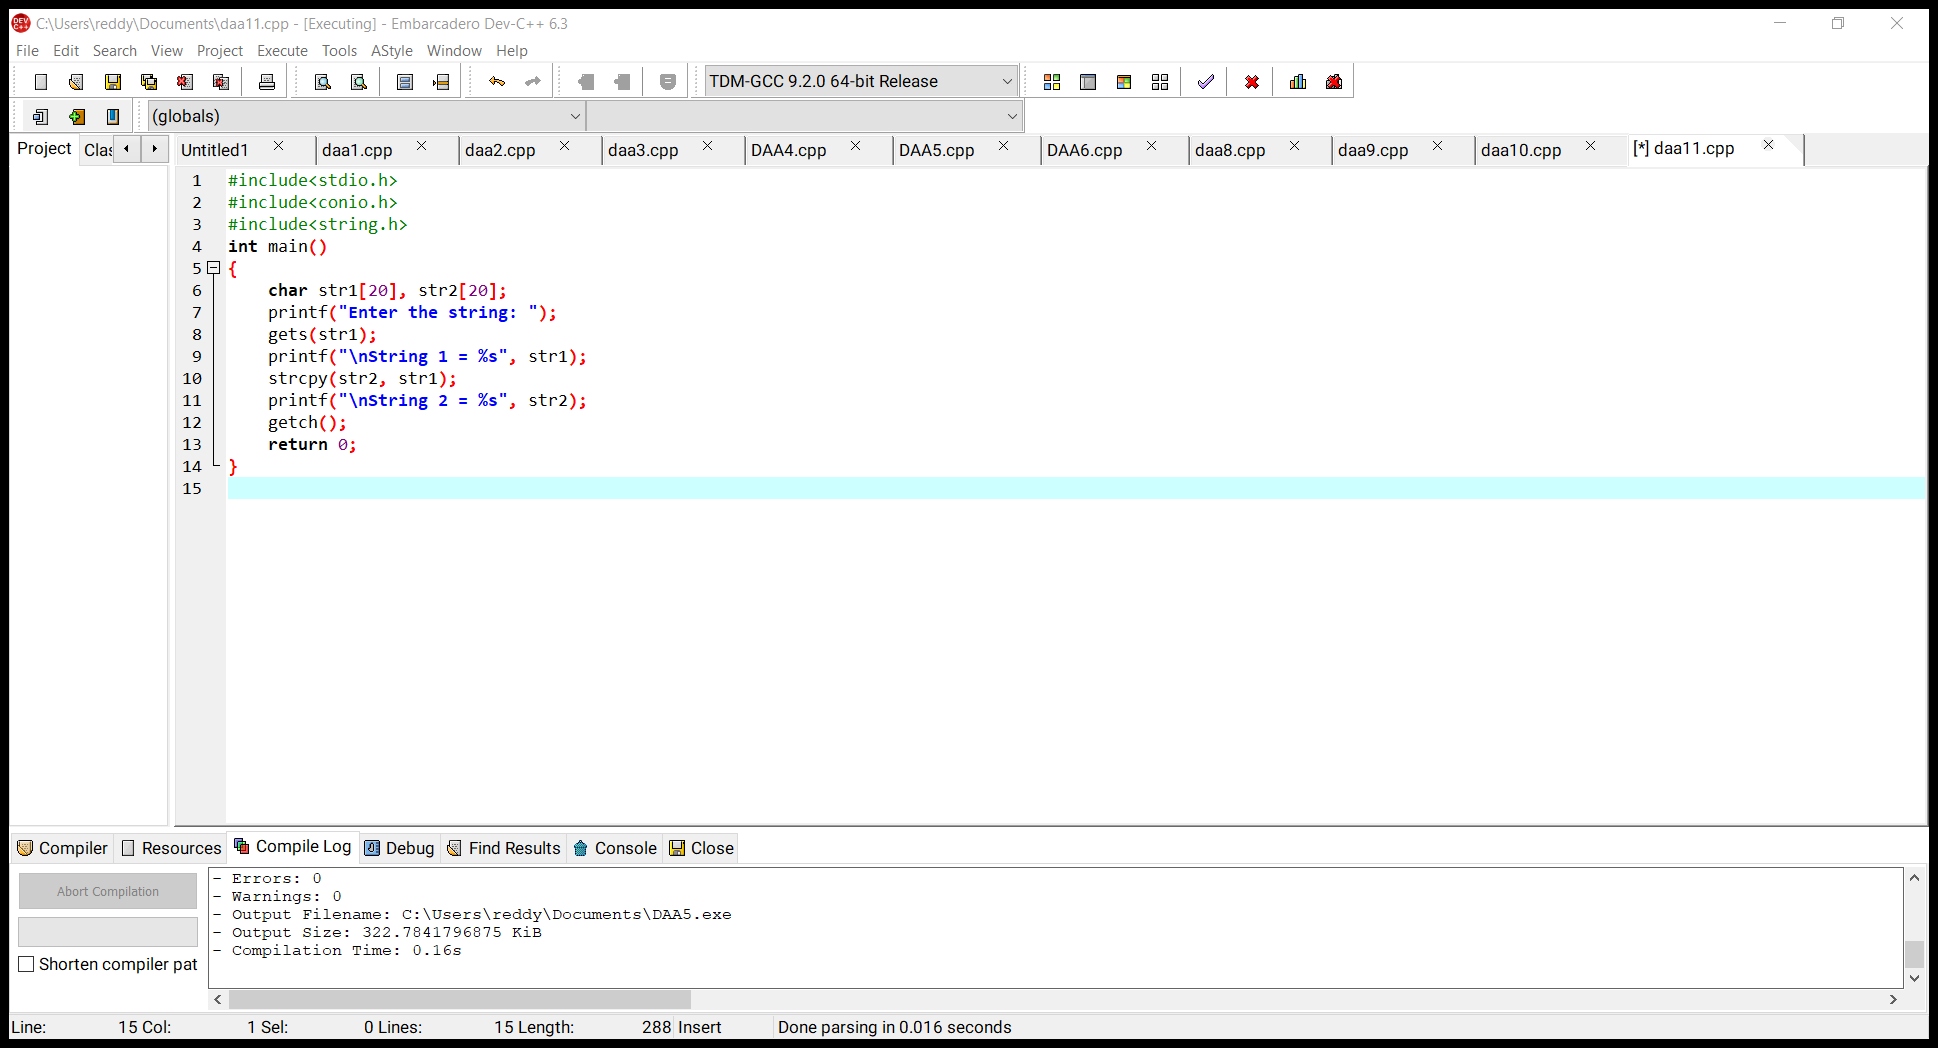 C:\Users\reddy\Documents\daa11.cpp - [Executing] - Embarcadero Dev-C++ 6.3
File Edit Search View Project Execute Tools AStyle Window Help
TDM-GCC 9.2.0 64-bit Release
(globals)
Project Clas Untitled1 daa1.cpp daa2.cpp daa3.cpp DAA4.cpp DAA5.cpp DAA6.cpp daa8.cpp daa9.cpp daa10.cpp [*] daa11.cpp
1 #include<stdio.h>
2 #include<conio.h>
3 #include<string.h>
4 int main()
5 {
6 char str1[20], str2[20];
7 printf("Enter the string: ");
8 gets(str1);
9 printf("\nString 1 = %s", str1);
10 strcpy(str2, str1);
11 printf("\nString 2 = %s", str2);
12 getch();
13 return 0;
14 }
15
Compiler Resources Compile Log Debug Find Results Console Close
Abort Compilation
Shorten compiler pat
- Errors: 0
- Warnings: 0
- Output Filename: C:\Users\reddy\Documents\DAA5.exe
- Output Size: 322.7841796875 KiB
- Compilation Time: 0.16s
Line: 15 Col: 1 Sel: 0 Lines: 15 Length: 288 Insert Done parsing in 0.016 seconds